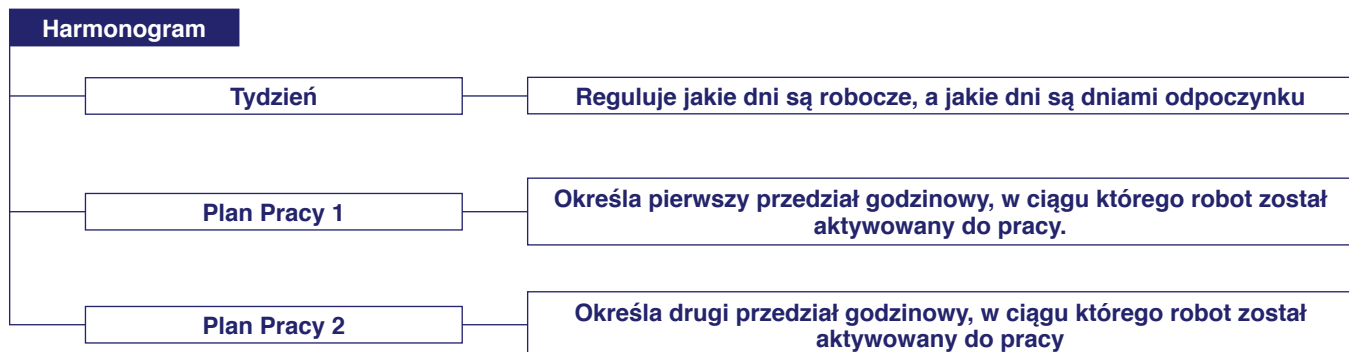 Harmonogram
Tydzień
Reguluje jakie dni są robocze, a jakie dni są dniami odpoczynku
Plan Pracy 1
Określa pierwszy przedział godzinowy, w ciągu którego robot został
aktywowany do pracy.
Plan Pracy 2
Określa drugi przedział godzinowy, w ciągu którego robot został
aktywowany do pracy